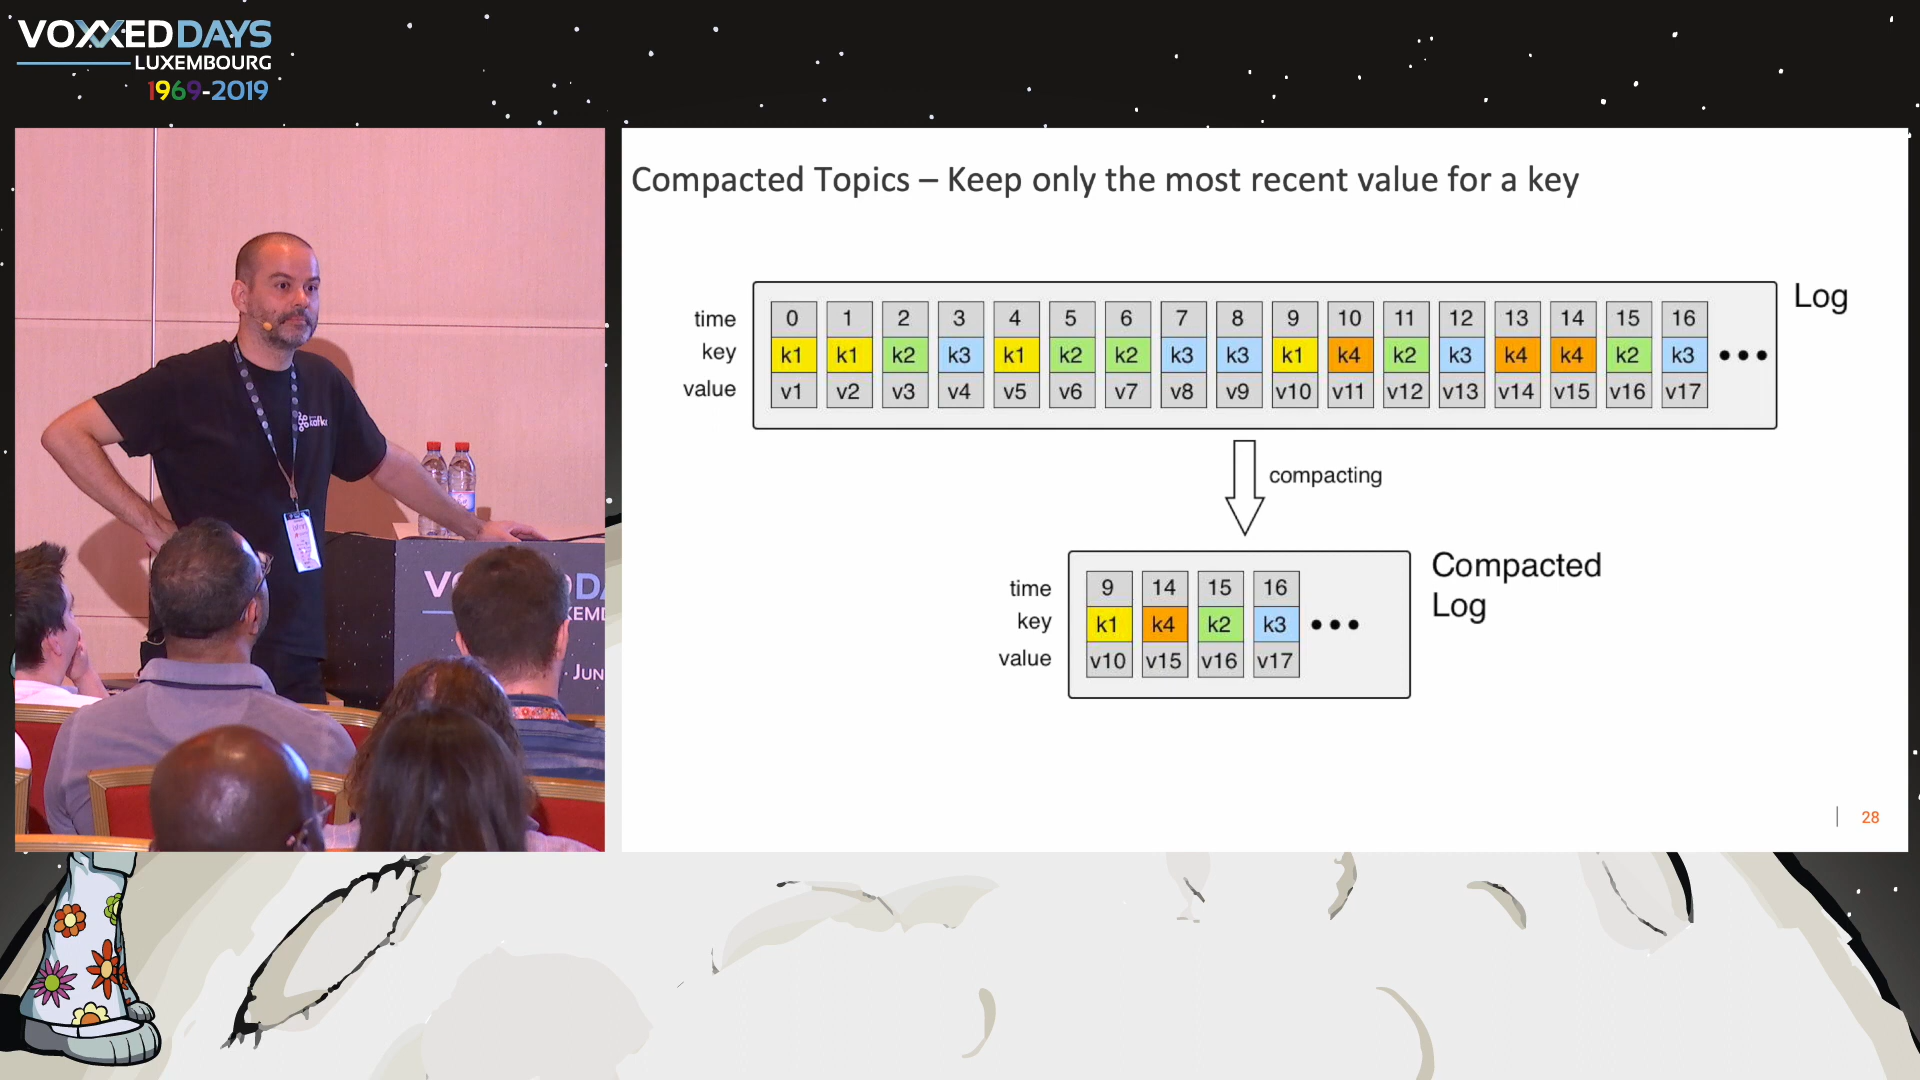 VOXXEDDAYS
LUXEMBOURG
1969-2019
Compacted Topics – Keep only the most recent value for a key
Log
time 0 1 2 3 4 5 6 7 8 9 10 11 12 13 14 15 16
key k1 k1 k2 k3 k1 k2 k2 k3 k3 k1 k4 k2 k3 k4 k4 k2 k3
value v1 v2 v3 v4 v5 v6 v7 v8 v9 v10 v11 v12 v13 v14 v15 v16 v17
compacting
Compacted
Log
time 9 14 15 16
key k1 k4 k2 k3
value v10 v15 v16 v17
28
kafka